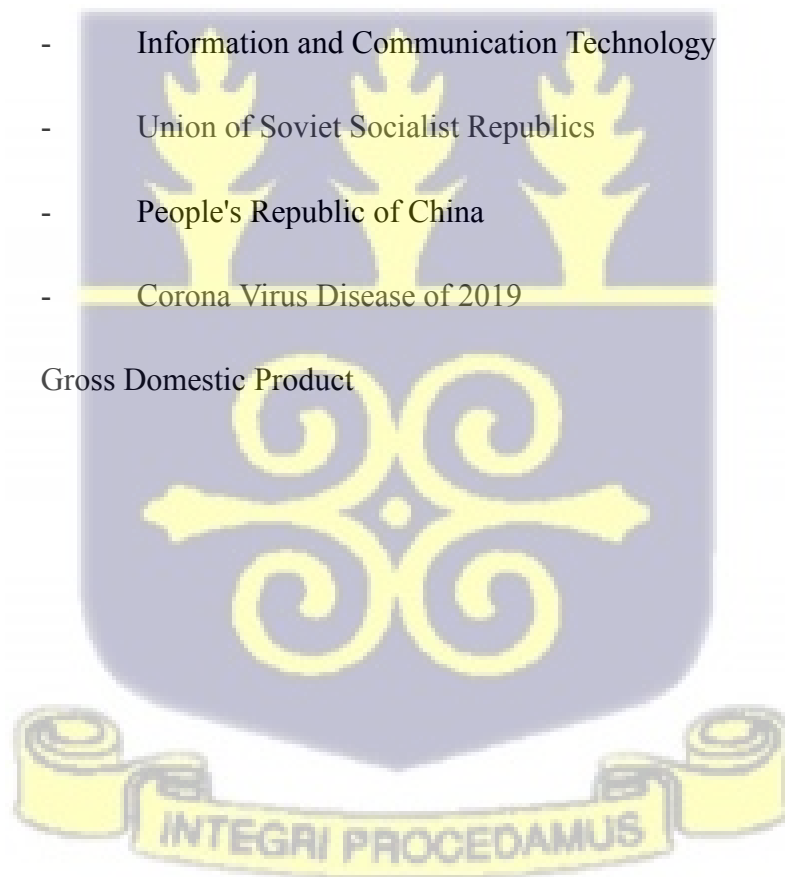 - Information and Communication Technology
- Union of Soviet Socialist Republics
- People's Republic of China
- Corona Virus Disease of 2019
Gross Domestic Product
INTEGRI PROCEDAMUS